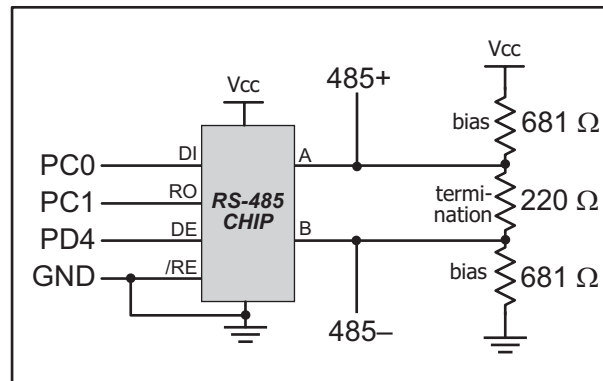 Vcc
485+
Vcc
bias
681 Ω
PC0
DI
A
PC1
RO
RS-485
CHIP
termi-
nation
220 Ω
PD4
DE
B
GND
/RE
bias
681 Ω
485–